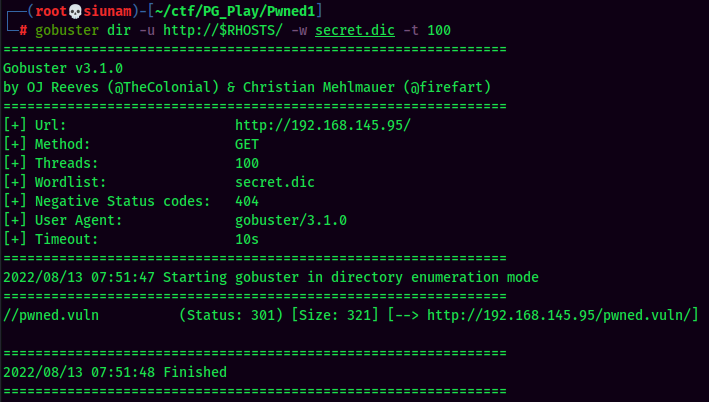 ┌──(root💀siunam)-[~/ctf/PG_Play/Pwned1]
└─# gobuster dir -u http://$RHOSTS/ -w secret.dic -t 100
===============================================================
Gobuster v3.1.0
by OJ Reeves (@TheColonial) & Christian Mehlmauer (@firefart)
===============================================================
[+] Url:                     http://192.168.145.95/
[+] Method:                  GET
[+] Threads:                 100
[+] Wordlist:                secret.dic
[+] Negative Status codes:   404
[+] User Agent:              gobuster/3.1.0
[+] Timeout:                 10s
===============================================================
2022/08/13 07:51:47 Starting gobuster in directory enumeration mode
===============================================================
//pwned.vuln          (Status: 301) [Size: 321] [--> http://192.168.145.95/pwned.vuln/]
===============================================================
2022/08/13 07:51:48 Finished
===============================================================